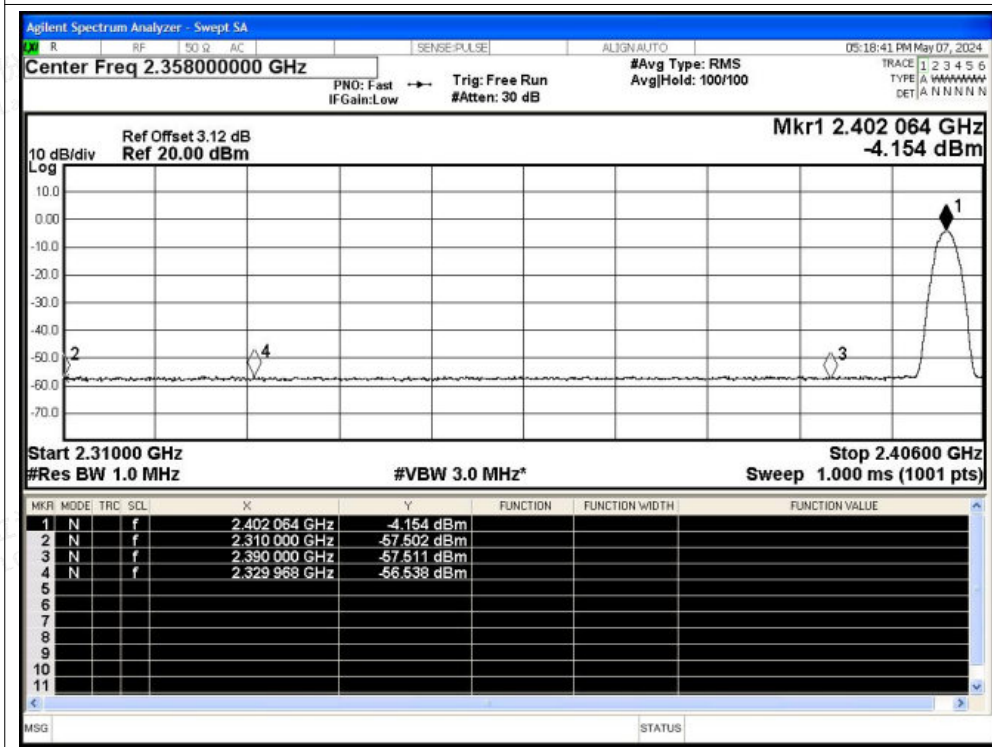 Agilent Spectrum Analyzer - Swept SA
LXI R RF 50 Ω AC SENSE:PULSE ALIGN AUTO 05:18:41 PM May 07, 2024
Center Freq 2.358000000 GHz
PNO: Fast
IFGain:Low
Trig: Free Run
#Atten: 30 dB
#Avg Type: RMS
Avg|Hold: 100/100
TRACE 1 2 3 4 5 6
TYPE A WWWWW
DET A N N N N N
Ref Offset 3.12 dB
10 dB/div Ref 20.00 dBm
Log
Mkr1 2.402 064 GHz
-4.154 dBm
10.0
0.00
-10.0
-20.0
-30.0
-40.0
-50.0
-60.0
-70.0
1
2
4
3
Start 2.31000 GHz Stop 2.40600 GHz
#Res BW 1.0 MHz #VBW 3.0 MHz* Sweep 1.000 ms (1001 pts)
MKR MODE TRC SCL X Y FUNCTION FUNCTION WIDTH FUNCTION VALUE
1 N f 2.402 064 GHz -4.154 dBm
2 N f 2.310 000 GHz -57.502 dBm
3 N f 2.390 000 GHz -57.511 dBm
4 N f 2.329 968 GHz -56.538 dBm
5
6
7
8
9
10
11
MSG STATUS